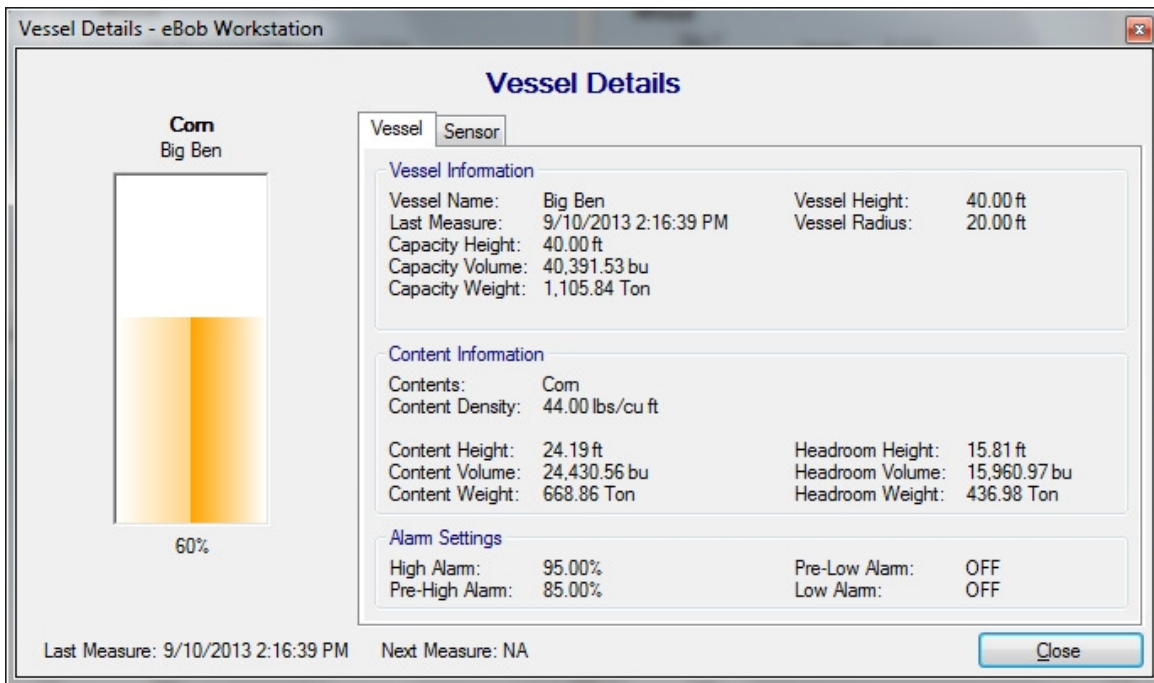 Vessel Details - eBob Workstation
Vessel Details
Corn
Big Ben
60%
Vessel Sensor
Vessel Information
Vessel Name: Big Ben Vessel Height: 40.00 ft
Last Measure: 9/10/2013 2:16:39 PM Vessel Radius: 20.00 ft
Capacity Height: 40.00 ft
Capacity Volume: 40,391.53 bu
Capacity Weight: 1,105.84 Ton
Content Information
Contents: Corn
Content Density: 44.00 lbs/cu ft
Content Height: 24.19 ft Headroom Height: 15.81 ft
Content Volume: 24,430.56 bu Headroom Volume: 15,960.97 bu
Content Weight: 668.86 Ton Headroom Weight: 436.98 Ton
Alarm Settings
High Alarm: 95.00% Pre-Low Alarm: OFF
Pre-High Alarm: 85.00% Low Alarm: OFF
Last Measure: 9/10/2013 2:16:39 PM Next Measure: NA Close